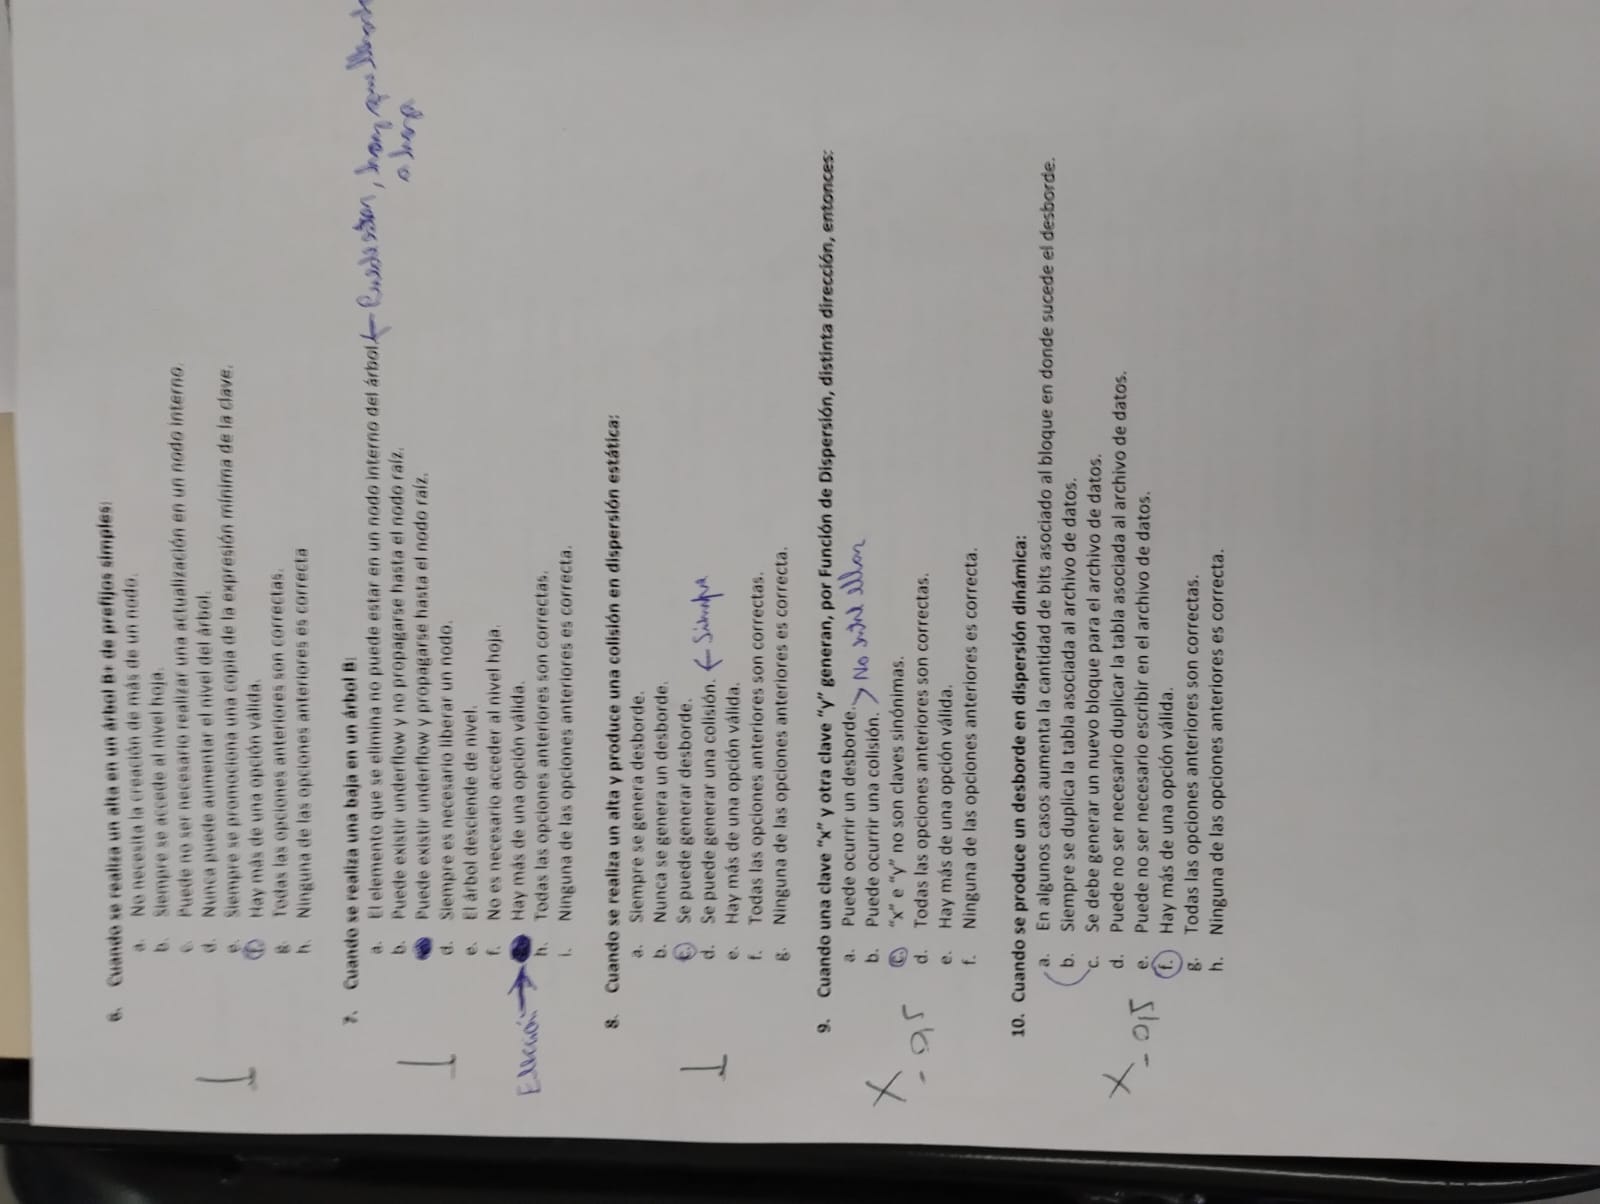 6. Cuando se realiza un alta en un árbol B+ de prefijos simples:
a. No necesita la creación de más de un nodo.
b. Siempre se accede al nivel hoja.
c. Puede no ser necesario realizar una actualización en un nodo interno.
d. Nunca puede aumentar el nivel del árbol.
e. Siempre se promociona una copia de la expresión mínima de la clave.
f. Hay más de una opción válida.
g. Todas las opciones anteriores son correctas.
h. Ninguna de las opciones anteriores es correcta
1
7. Cuando se realiza una baja en un árbol B:
a. El elemento que se elimina no puede estar en un nodo interno del árbol ← Puede estar, hay que llevarlo
a hoja
b. Puede existir underflow y no propagarse hasta el nodo raíz.
Puede existir underflow y propagarse hasta el nodo raíz.
d. Siempre es necesario liberar un nodo.
e. El árbol desciende de nivel.
f. No es necesario acceder al nivel hoja.
Elección → Hay más de una opción válida.
h. Todas las opciones anteriores son correctas.
i. Ninguna de las opciones anteriores es correcta.
1
8. Cuando se realiza un alta y produce una colisión en dispersión estática:
a. Siempre se genera desborde.
b. Nunca se genera un desborde.
c. Se puede generar desborde.
d. Se puede generar una colisión. ← Siempre
e. Hay más de una opción válida.
f. Todas las opciones anteriores son correctas.
g. Ninguna de las opciones anteriores es correcta.
1
9. Cuando una clave "x" y otra clave "y" generan, por Función de Dispersión, distinta dirección, entonces:
a. Puede ocurrir un desborde.
b. Puede ocurrir una colisión. > No entre ellas
c. "x" e "y" no son claves sinónimas.
d. Todas las opciones anteriores son correctas.
e. Hay más de una opción válida.
f. Ninguna de las opciones anteriores es correcta.
X - 0,5
10. Cuando se produce un desborde en dispersión dinámica:
a. En algunos casos aumenta la cantidad de bits asociado al bloque en donde sucede el desborde.
b. Siempre se duplica la tabla asociada al archivo de datos.
c. Se debe generar un nuevo bloque para el archivo de datos.
d. Puede no ser necesario duplicar la tabla asociada al archivo de datos.
e. Puede no ser necesario escribir en el archivo de datos.
f. Hay más de una opción válida.
g. Todas las opciones anteriores son correctas.
h. Ninguna de las opciones anteriores es correcta.
X - 0,5